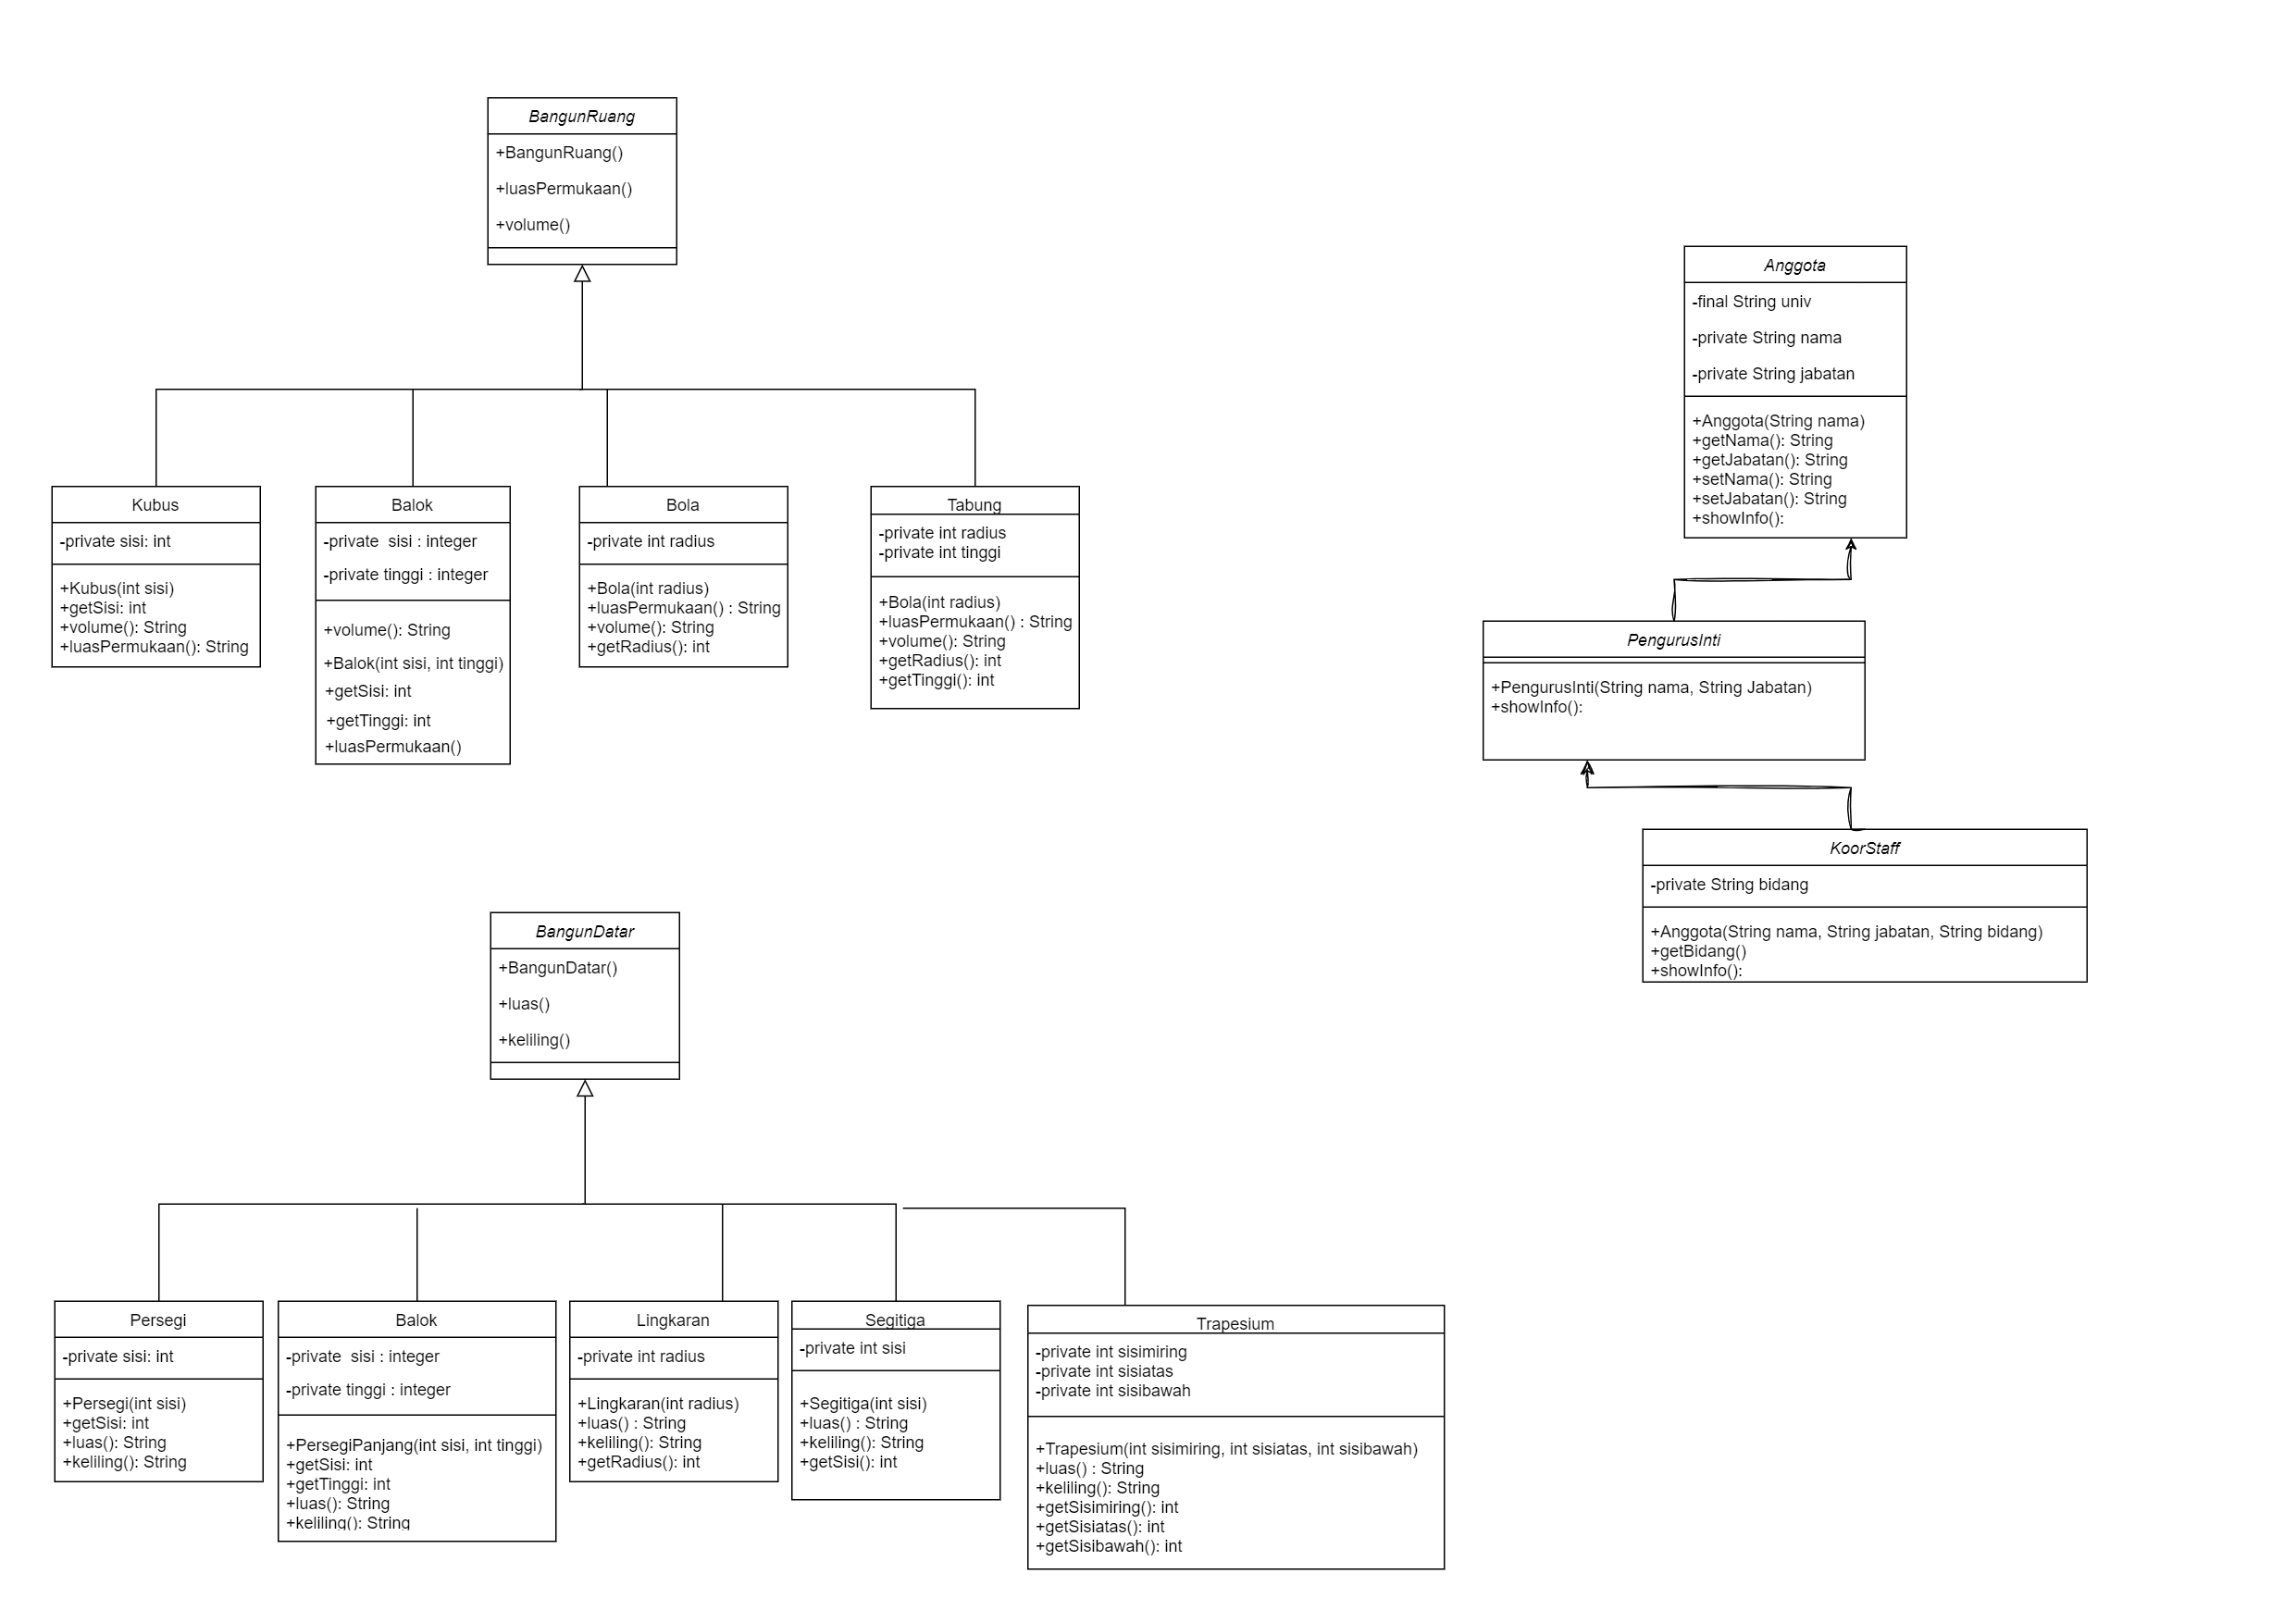 BangunRuang
+BangunRuang()
+luasPermukaan()
+volume()
Kubus
-private sisi: int
+Kubus(int sisi)
+getSisi: int
+volume(): String
+luasPermukaan(): String
Balok
-private  sisi : integer
-private tinggi : integer
+volume(): String
+Balok(int sisi, int tinggi)
+getSisi: int
+getTinggi: int
+luasPermukaan()
Bola
-private int radius
+Bola(int radius)
+luasPermukaan() : String
+volume(): String
+getRadius(): int
Tabung
-private int radius
-private int tinggi
+Bola(int radius)
+luasPermukaan() : String
+volume(): String
+getRadius(): int
+getTinggi(): int
Anggota
-final String univ
-private String nama
-private String jabatan
+Anggota(String nama)
+getNama(): String
+getJabatan(): String
+setNama(): String
+setJabatan(): String
+showInfo():
PengurusInti
+PengurusInti(String nama, String Jabatan)
+showInfo():
KoorStaff
-private String bidang
+Anggota(String nama, String jabatan, String bidang)
+getBidang()
+showInfo():
BangunDatar
+BangunDatar()
+luas()
+keliling()
Persegi
-private sisi: int
+Persegi(int sisi)
+getSisi: int
+luas(): String
+keliling(): String
Balok
-private  sisi : integer
-private tinggi : integer
+PersegiPanjang(int sisi, int tinggi)
+getSisi: int
+getTinggi: int
+luas(): String
+keliling(): String
Lingkaran
-private int radius
+Lingkaran(int radius)
+luas() : String
+keliling(): String
+getRadius(): int
Segitiga
-private int sisi
+Segitiga(int sisi)
+luas() : String
+keliling(): String
+getSisi(): int
Trapesium
-private int sisimiring
-private int sisiatas
-private int sisibawah
+Trapesium(int sisimiring, int sisiatas, int sisibawah)
+luas() : String
+keliling(): String
+getSisimiring(): int
+getSisiatas(): int
+getSisibawah(): int